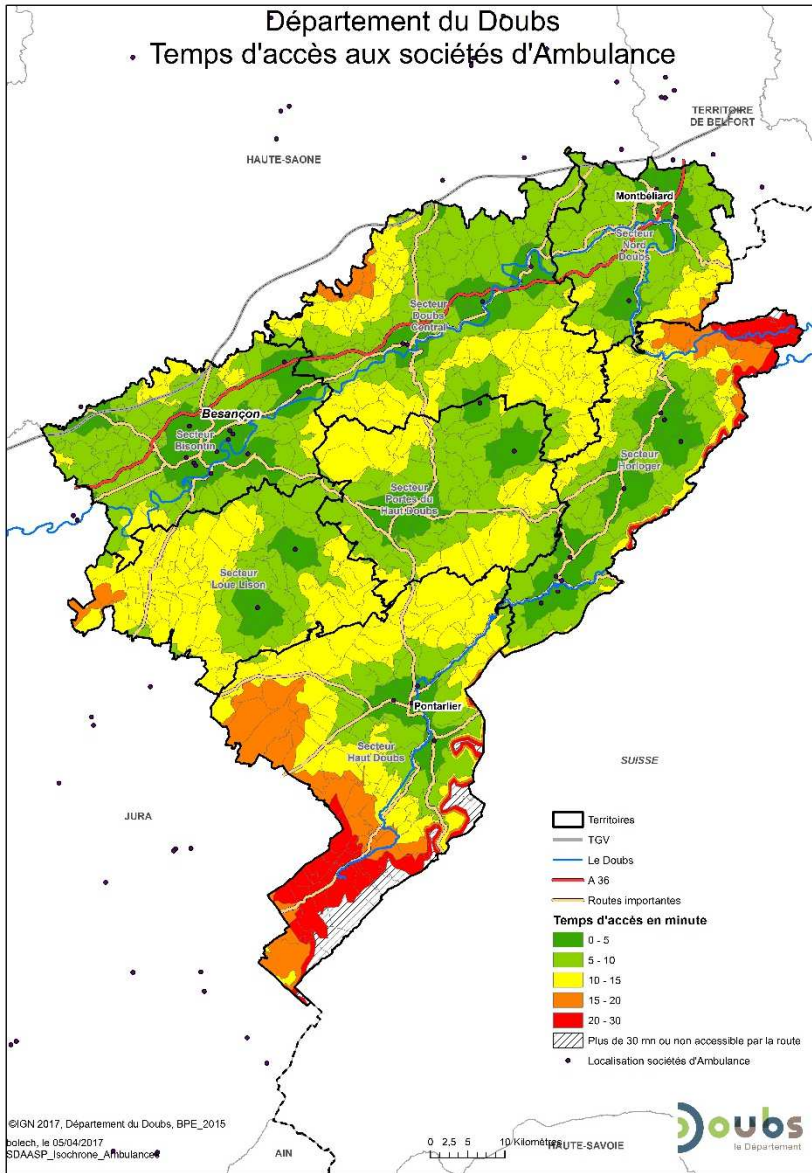 Département du Doubs
Temps d'accès aux sociétés d'Ambulance
TERRITOIRE
DE BELFORT
HAUTE-SAONE
Montbéliard
Secteur
Nord
Doubs
Secteur
Doubs
Central
Besançon
Secteur
Bisontin
Secteur
Horloger
Secteur
Portes du
Haut Doubs
Secteur
Loue Lison
Pontarlier
Secteur
Haut Doubs
SUISSE
JURA
Territoires
TGV
Le Doubs
A 36
Routes importantes
Temps d'accès en minute
0 - 5
5 - 10
10 - 15
15 - 20
20 - 30
Plus de 30 mn ou non accessible par la route
Localisation sociétés d'Ambulance
©IGN 2017, Département du Doubs, BPE_2015
bolech, le 05/04/2017
SDAASP_Isochrone_Ambulances
AIN
0 2,5 5 10 Kilomètres
HAUTE-SAVOIE
Doubs
le Département